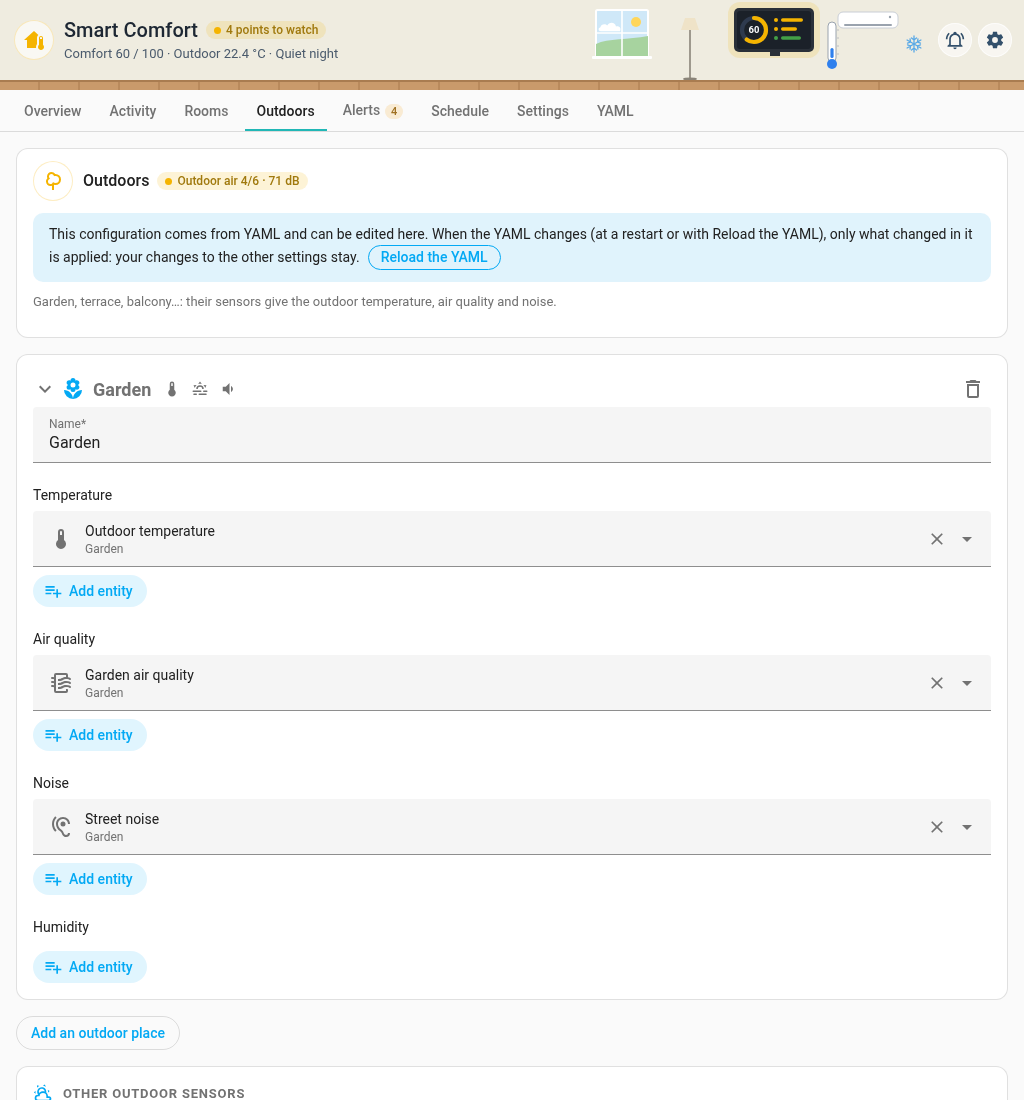 Smart Comfort
4 points to watch
Comfort 60 / 100 · Outdoor 22.4 °C · Quiet night
60
Overview
Activity
Rooms
Outdoors
Alerts 4
Schedule
Settings
YAML
Outdoors
Outdoor air 4/6 · 71 dB
This configuration comes from YAML and can be edited here. When the YAML changes (at a restart or with Reload the YAML), only what changed in it
is applied: your changes to the other settings stay. Reload the YAML
Garden, terrace, balcony…: their sensors give the outdoor temperature, air quality and noise.
Garden
Name*
Garden
Temperature
Outdoor temperature
Garden
Add entity
Air quality
Garden air quality
Garden
Add entity
Noise
Street noise
Garden
Add entity
Humidity
Add entity
Add an outdoor place
OTHER OUTDOOR SENSORS